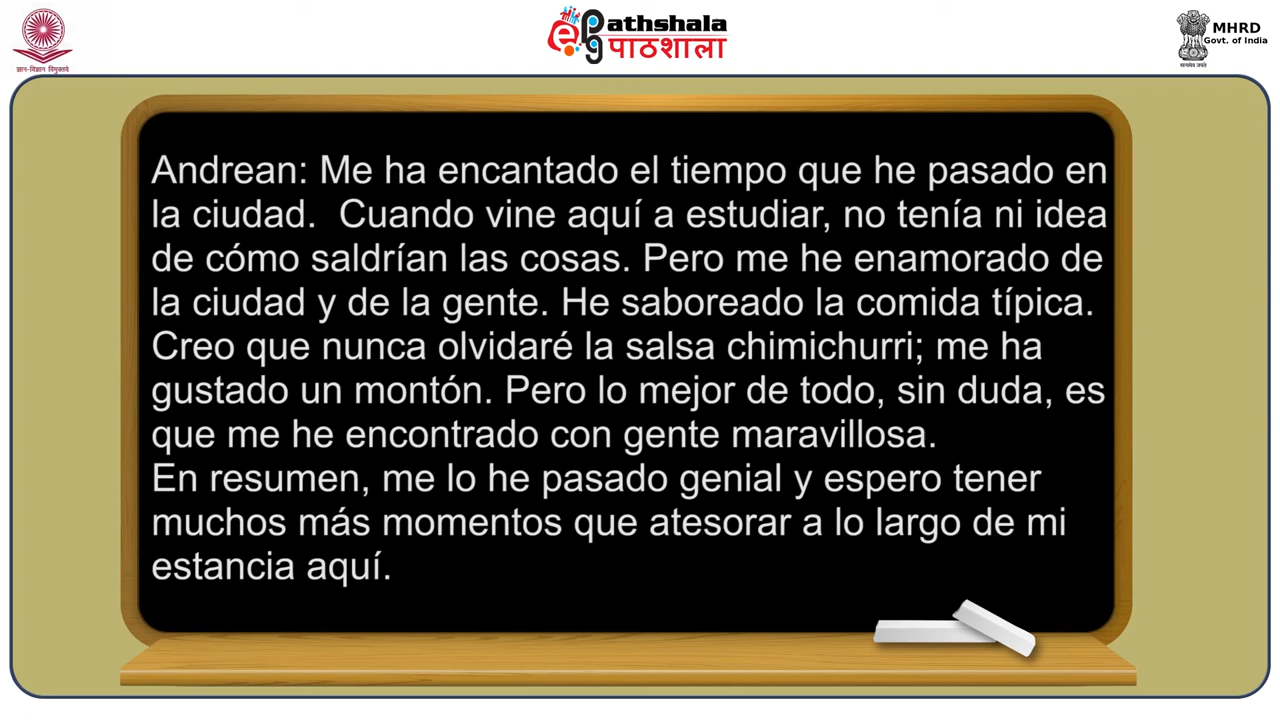 ज्ञान-विज्ञान विमुक्तये
ePathshala
पाठशाला
MHRD
Govt. of India
सत्यमेव जयते
Andrean: Me ha encantado el tiempo que he pasado en
la ciudad.  Cuando vine aquí a estudiar, no tenía ni idea
de cómo saldrían las cosas. Pero me he enamorado de
la ciudad y de la gente. He saboreado la comida típica.
Creo que nunca olvidaré la salsa chimichurri; me ha
gustado un montón. Pero lo mejor de todo, sin duda, es
que me he encontrado con gente maravillosa.
En resumen, me lo he pasado genial y espero tener
muchos más momentos que atesorar a lo largo de mi
estancia aquí.